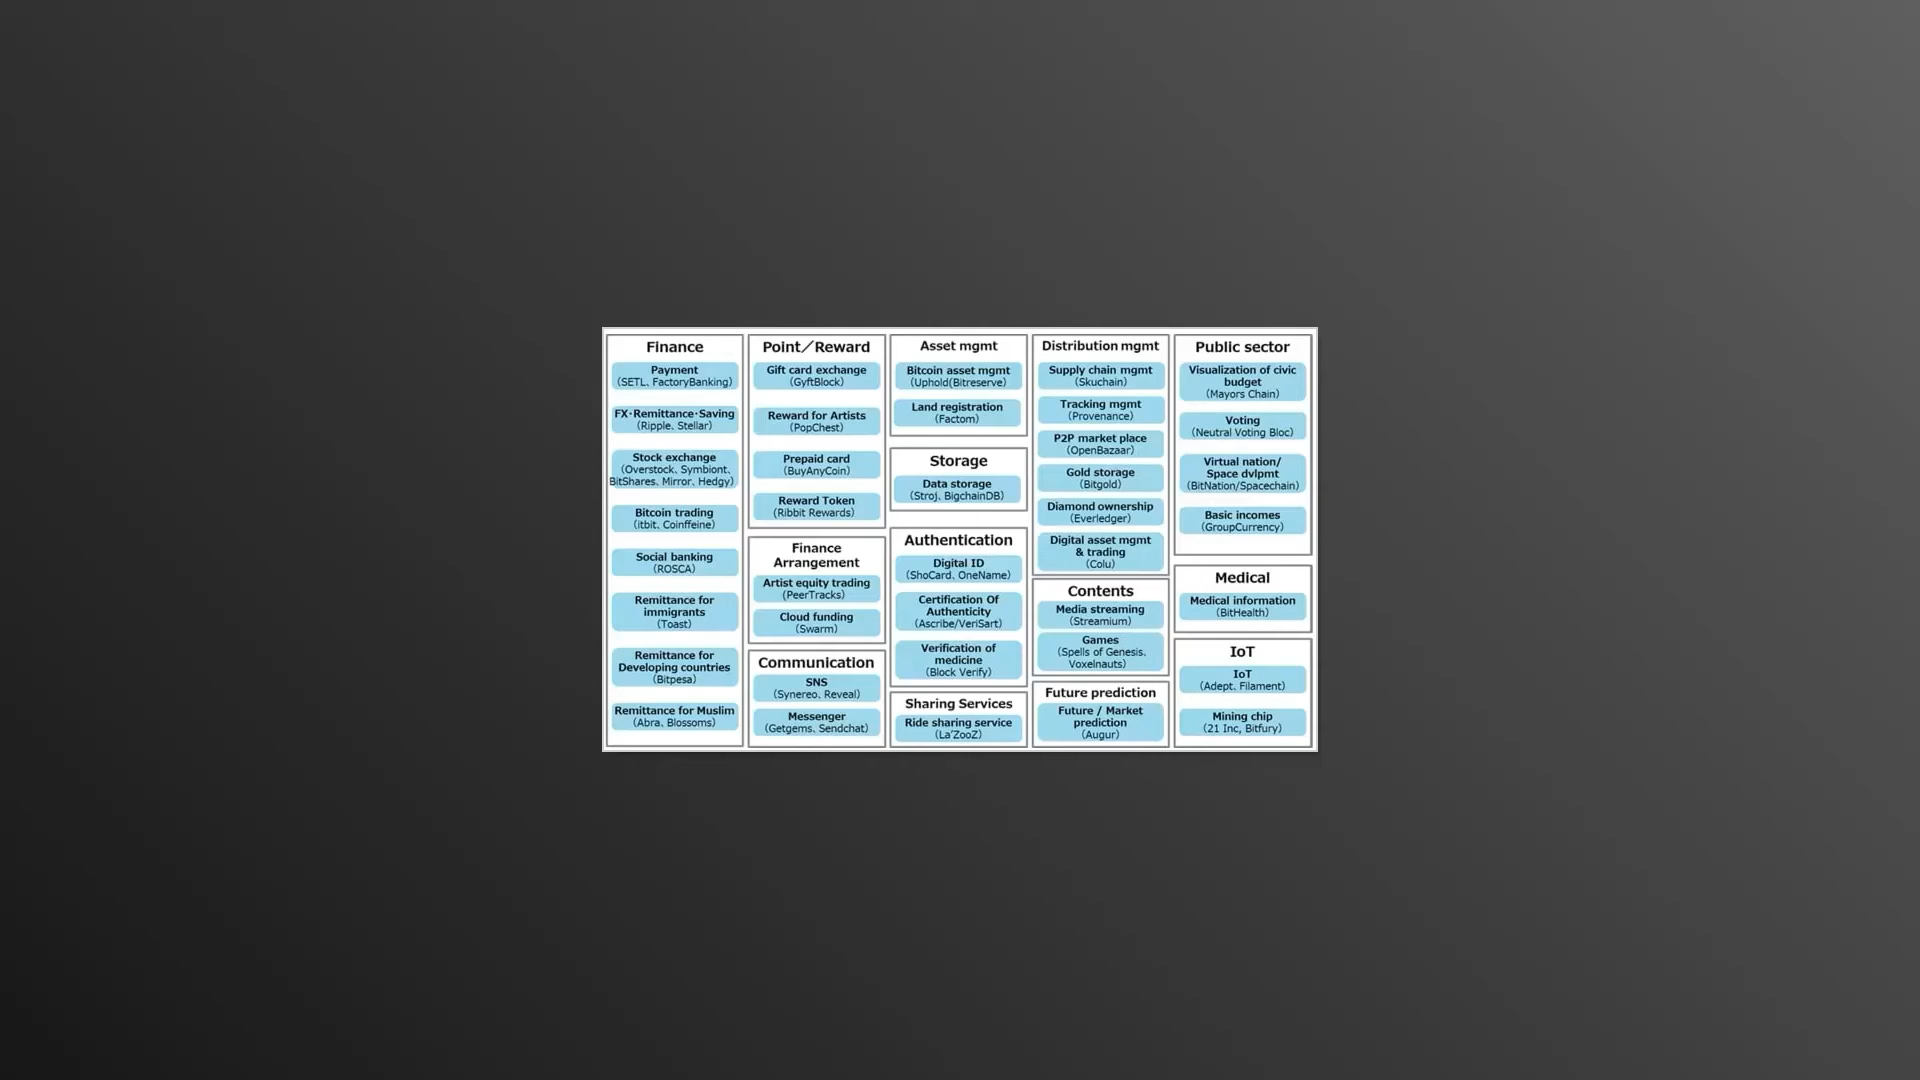 Finance
Payment
(SETL、FactoryBanking)
FX·Remittance·Saving
(Ripple、Stellar)
Stock exchange
(Overstock、Symbiont、
BitShares、Mirror、Hedgy)
Bitcoin trading
(itbit、Coinffeine)
Social banking
(ROSCA)
Remittance for
immigrants
(Toast)
Remittance for
Developing countries
(Bitpesa)
Remittance for Muslim
(Abra、Blossoms)
Point／Reward
Gift card exchange
(GyftBlock)
Reward for Artists
(PopChest)
Prepaid card
(BuyAnyCoin)
Reward Token
(Ribbit Rewards)
Finance
Arrangement
Artist equity trading
(PeerTracks)
Cloud funding
(Swarm)
Communication
SNS
(Synereo、Reveal)
Messenger
(Getgems、Sendchat)
Asset mgmt
Bitcoin asset mgmt
(Uphold(Bitreserve)
Land registration
(Factom)
Storage
Data storage
(Stroj、BigchainDB)
Authentication
Digital ID
(ShoCard、OneName)
Certification Of
Authenticity
(Ascribe/VeriSart)
Verification of
medicine
(Block Verify)
Sharing Services
Ride sharing service
(La'ZooZ)
Distribution mgmt
Supply chain mgmt
(Skuchain)
Tracking mgmt
(Provenance)
P2P market place
(OpenBazaar)
Gold storage
(Bitgold)
Diamond ownership
(Everledger)
Digital asset mgmt
& trading
(Colu)
Contents
Media streaming
(Streamium)
Games
(Spells of Genesis、
Voxelnauts)
Future prediction
Future / Market
prediction
(Augur)
Public sector
Visualization of civic
budget
(Mayors Chain)
Voting
(Neutral Voting Bloc)
Virtual nation/
Space dvlpmt
(BitNation/Spacechain)
Basic incomes
(GroupCurrency)
Medical
Medical information
(BitHealth)
IoT
IoT
(Adept、Filament)
Mining chip
(21 Inc, Bitfury)